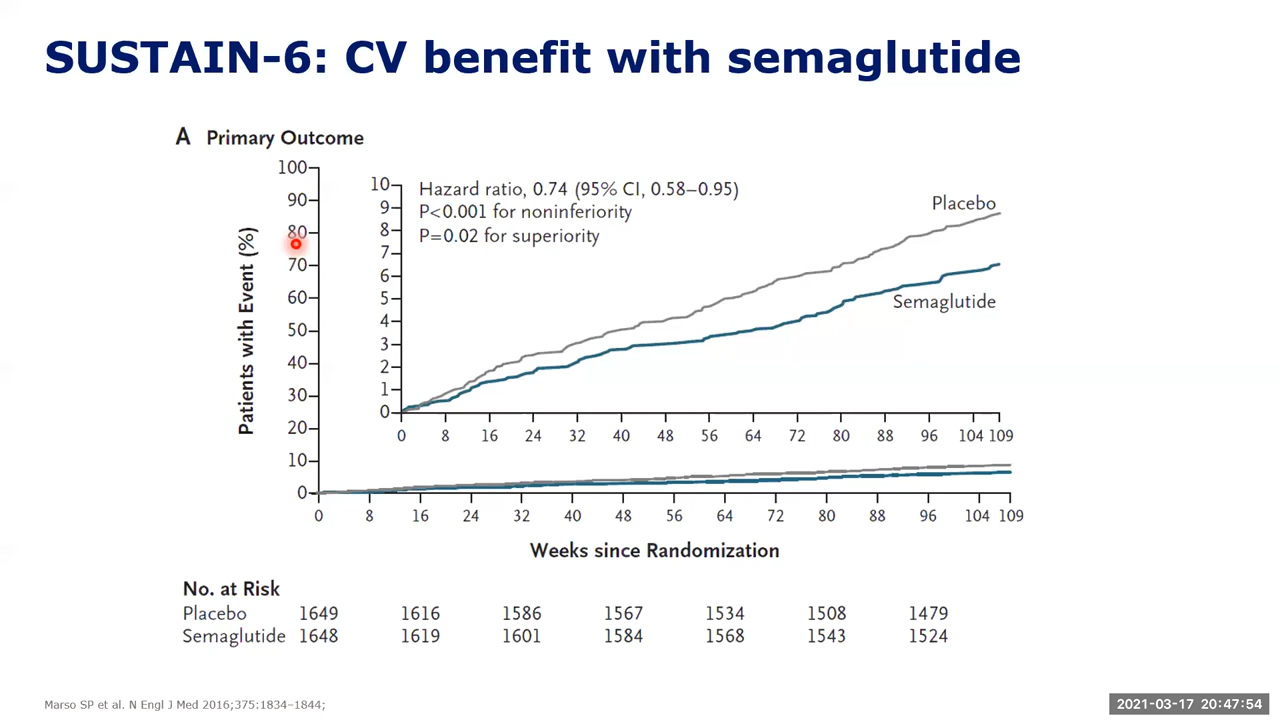 SUSTAIN-6: CV benefit with semaglutide
A Primary Outcome
Patients with Event (%)
100
90
80
70
60
50
40
30
20
10
0
10
9
8
7
6
5
4
3
2
1
0
Hazard ratio, 0.74 (95% CI, 0.58–0.95)
P<0.001 for noninferiority
P=0.02 for superiority
Placebo
Semaglutide
0 8 16 24 32 40 48 56 64 72 80 88 96 104 109
0 8 16 24 32 40 48 56 64 72 80 88 96 104 109
Weeks since Randomization
No. at Risk
Placebo 1649 1616 1586 1567 1534 1508 1479
Semaglutide 1648 1619 1601 1584 1568 1543 1524
Marso SP et al. N Engl J Med 2016;375:1834–1844;
2021-03-17 20:47:54